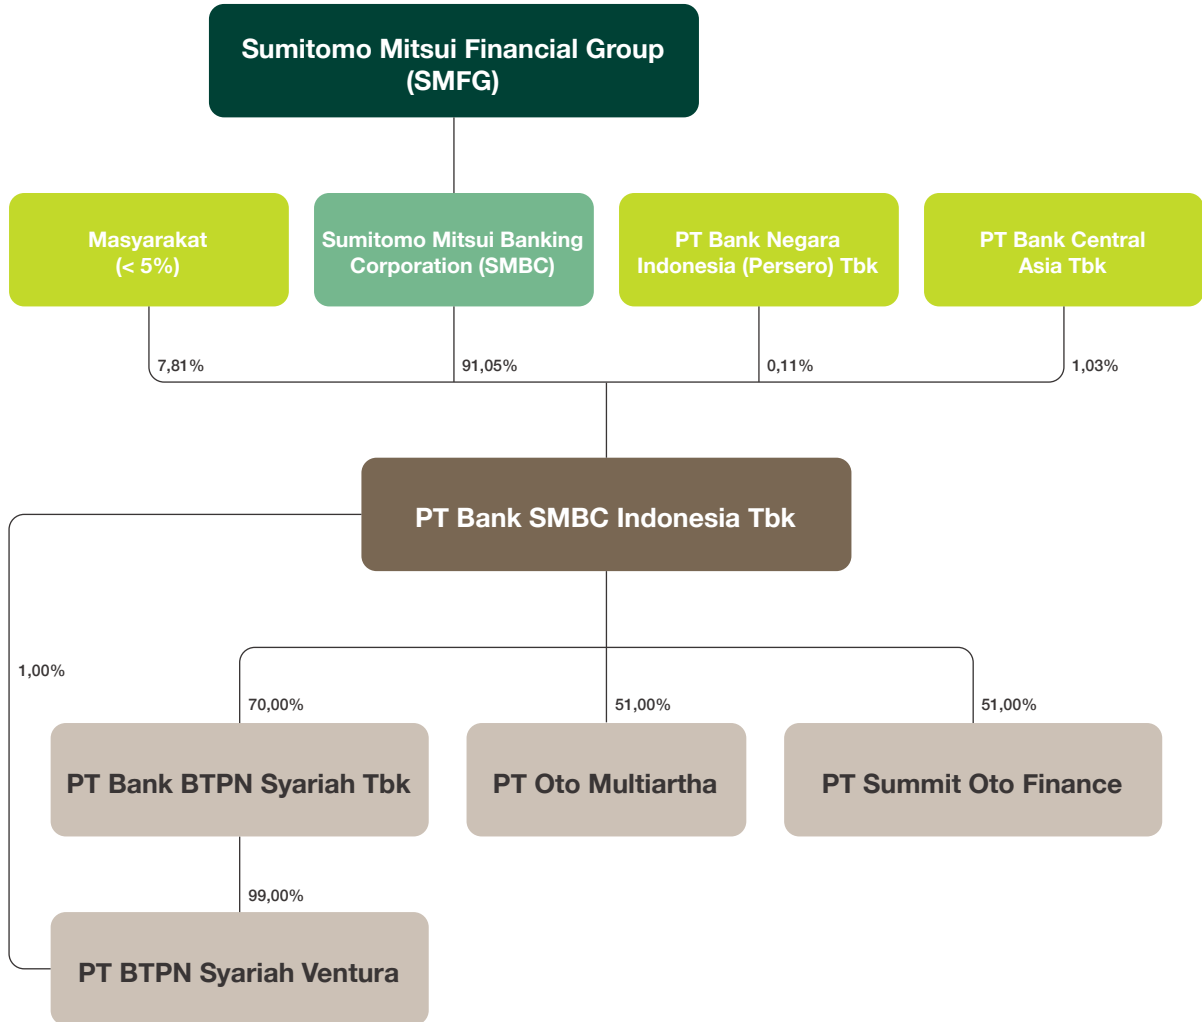 Sumitomo Mitsui Financial Group
(SMFG)
Masyarakat
(< 5%)
Sumitomo Mitsui Banking
Corporation (SMBC)
PT Bank Negara
Indonesia (Persero) Tbk
PT Bank Central
Asia Tbk
7,81%
91,05%
0,11%
1,03%
PT Bank SMBC Indonesia Tbk
1,00%
70,00%
51,00%
51,00%
PT Bank BTPN Syariah Tbk
PT Oto Multiartha
PT Summit Oto Finance
99,00%
PT BTPN Syariah Ventura